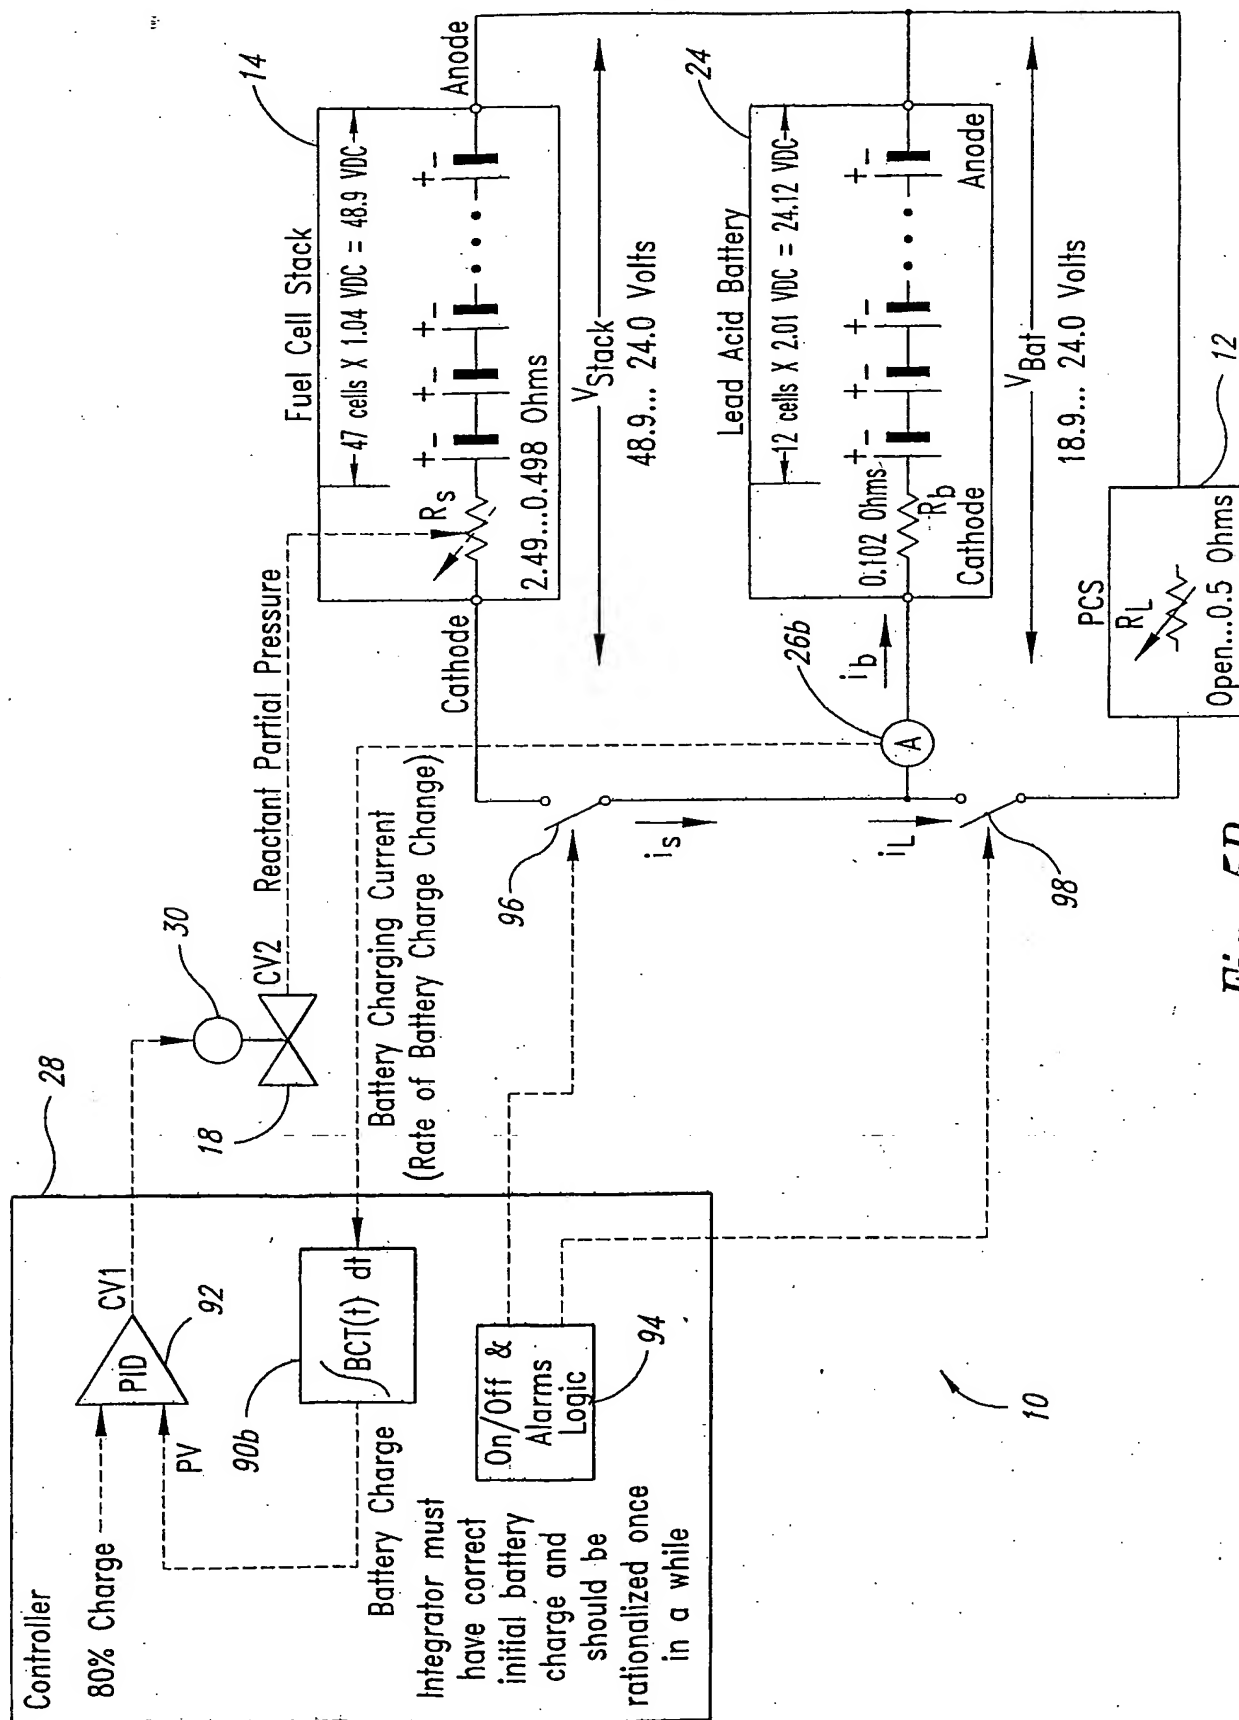 Controller
28
80% Charge
PID
CV1
92
PV
90b
∫BCT(t) dt
Battery Charge
Integrator must
have correct
initial battery
charge and
should be
rationalized once
in a while
On/Off &
Alarms
Logic
94
10
30
18
CV2
Reactant Partial Pressure
Battery Charging Current
(Rate of Battery Charge Change)
96
98
is
iL
ib
26b
A
Fuel Cell Stack
14
47 cells X 1.04 VDC = 48.9 VDC
Rs
+ -
+ -
+ -
+ -
2.49...0.498 Ohms
Cathode
Anode
VStack
48.9... 24.0 Volts
Lead Acid Battery
24
12 cells X 2.01 VDC = 24.12 VDC
0.102 Ohms
+ -
+ -
+ -
+ -
Rb
Cathode
Anode
VBat
18.9... 24.0 Volts
PCS
12
RL
Open...0.5 Ohms